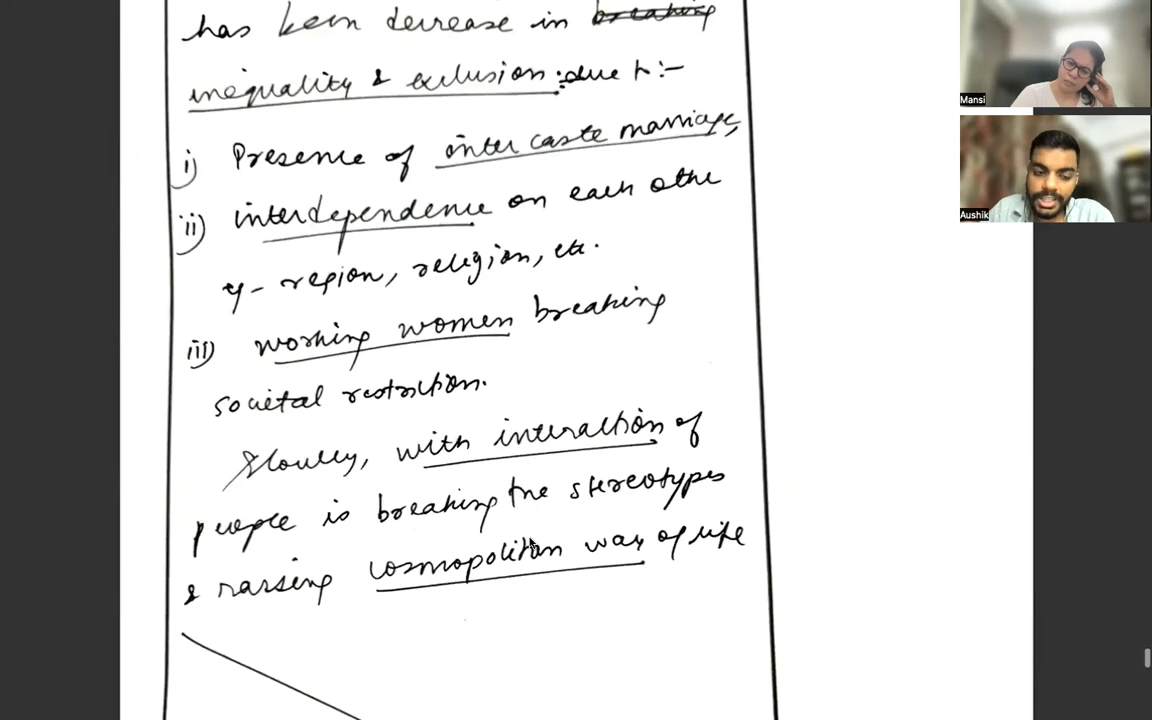 has been decrease in breaking
inequality & exclusion : due to :-
i) Presence of inter caste marriage,
ii) interdependence on each othe
eg - region, religion, etc.
iii) working women breaking
societal restriction.
Slowly, with interaction of
people is breaking the stereotypes
& raising cosmopolitan way of life
Mansi
Aushik